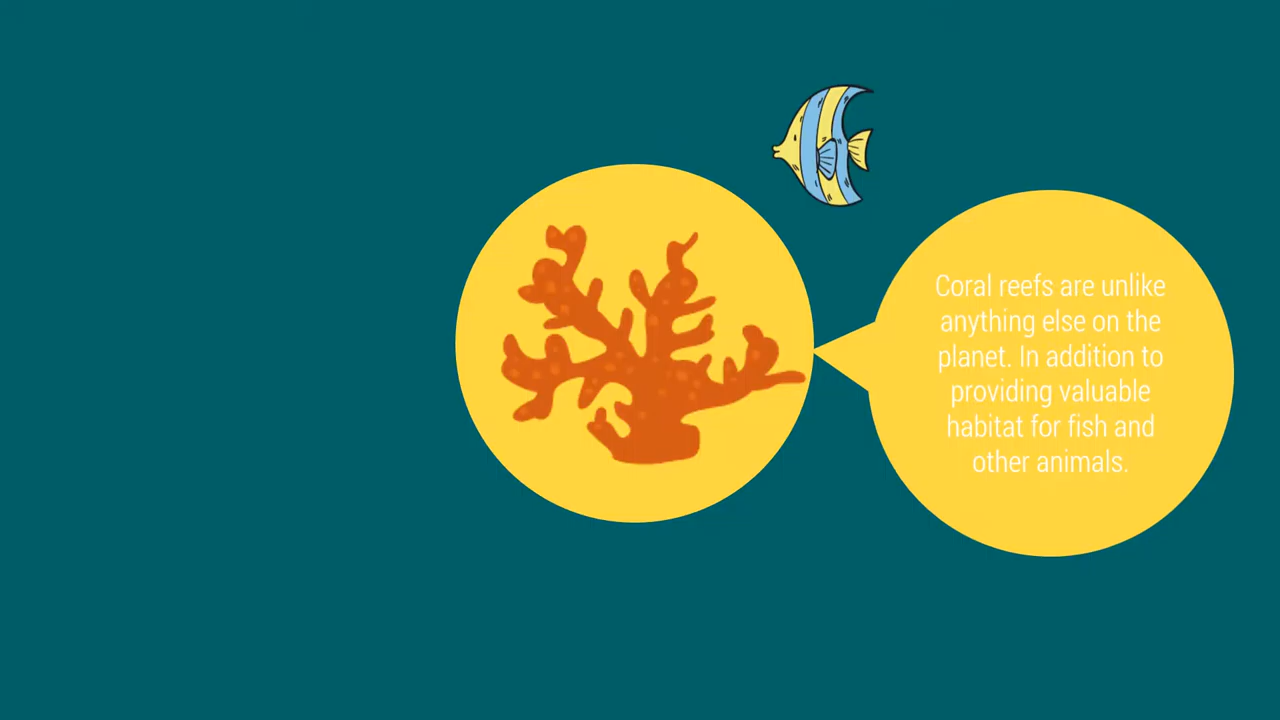 Coral reefs are unlike
anything else on the
planet. In addition to
providing valuable
habitat for fish and
other animals.